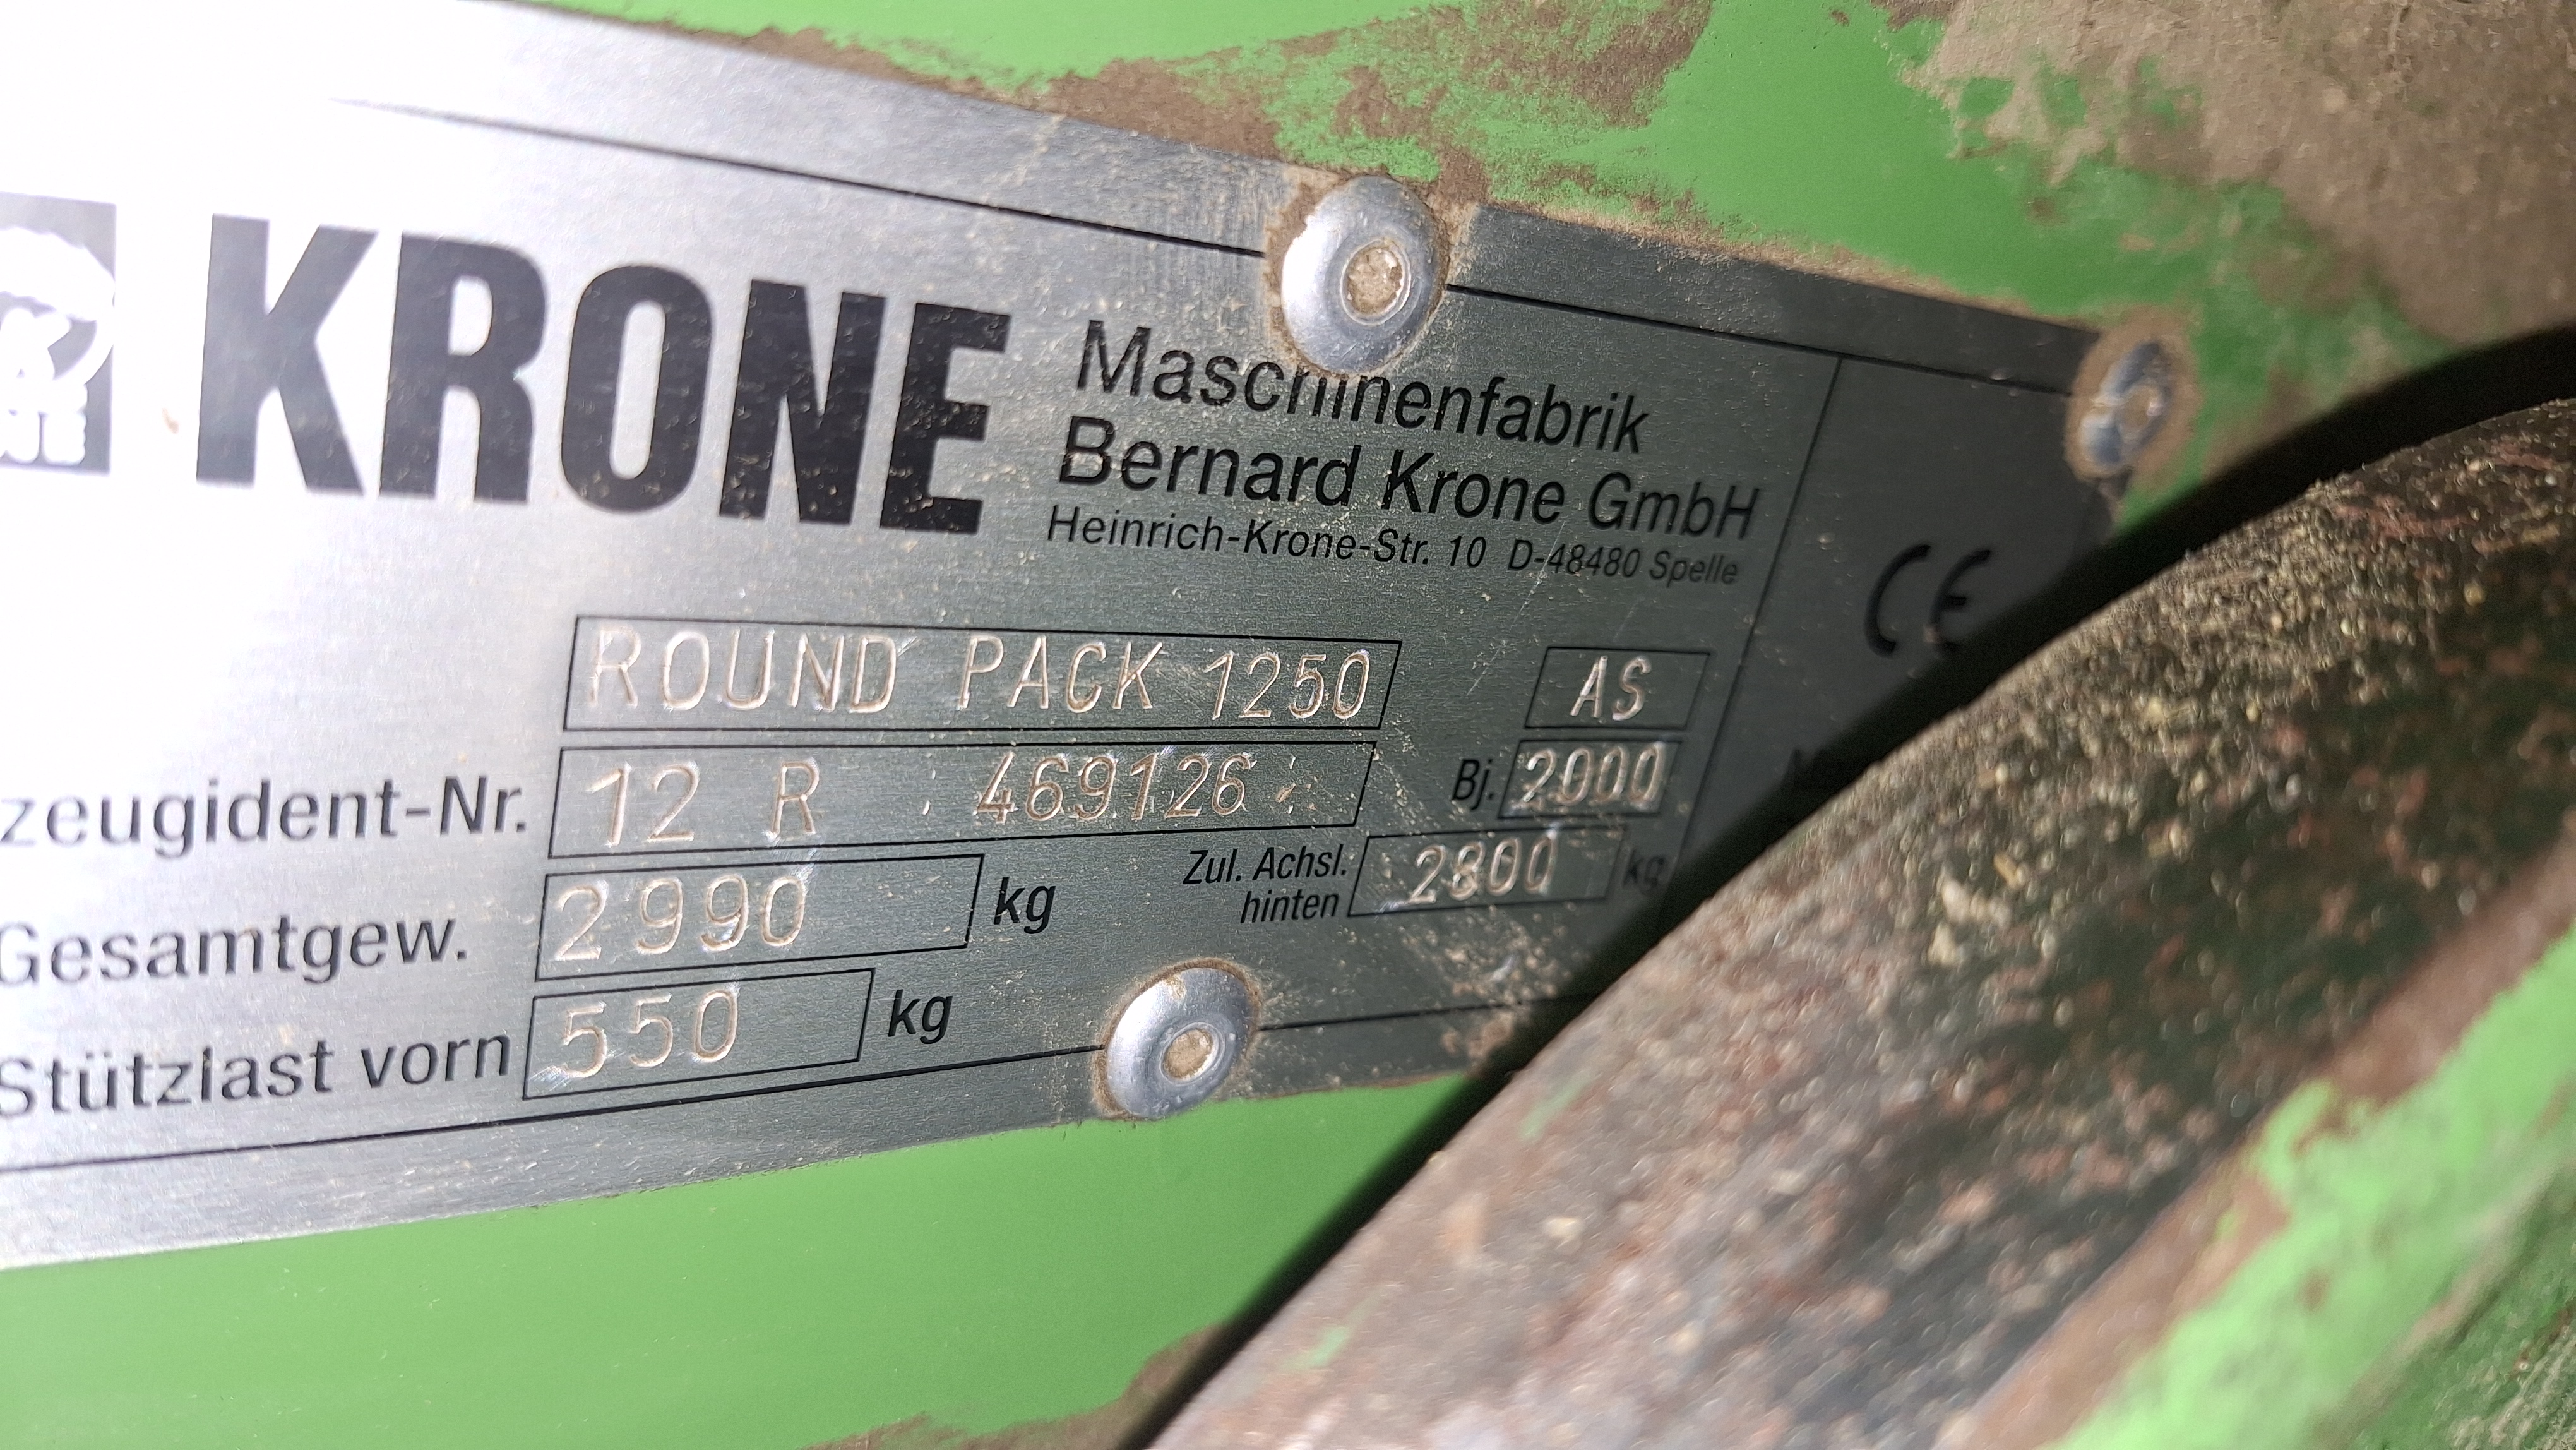 KRONE
Maschinenfabrik
Bernard Krone GmbH
Heinrich-Krone-Str. 10 D-48480 Spelle
CE
ROUND PACK 1250 AS
zeugident-Nr. 12 R 469126 Bj. 2000
Gesamtgew. 2990 kg Zul. Achsl. hinten 2800 kg
Stützlast vorn 550 kg